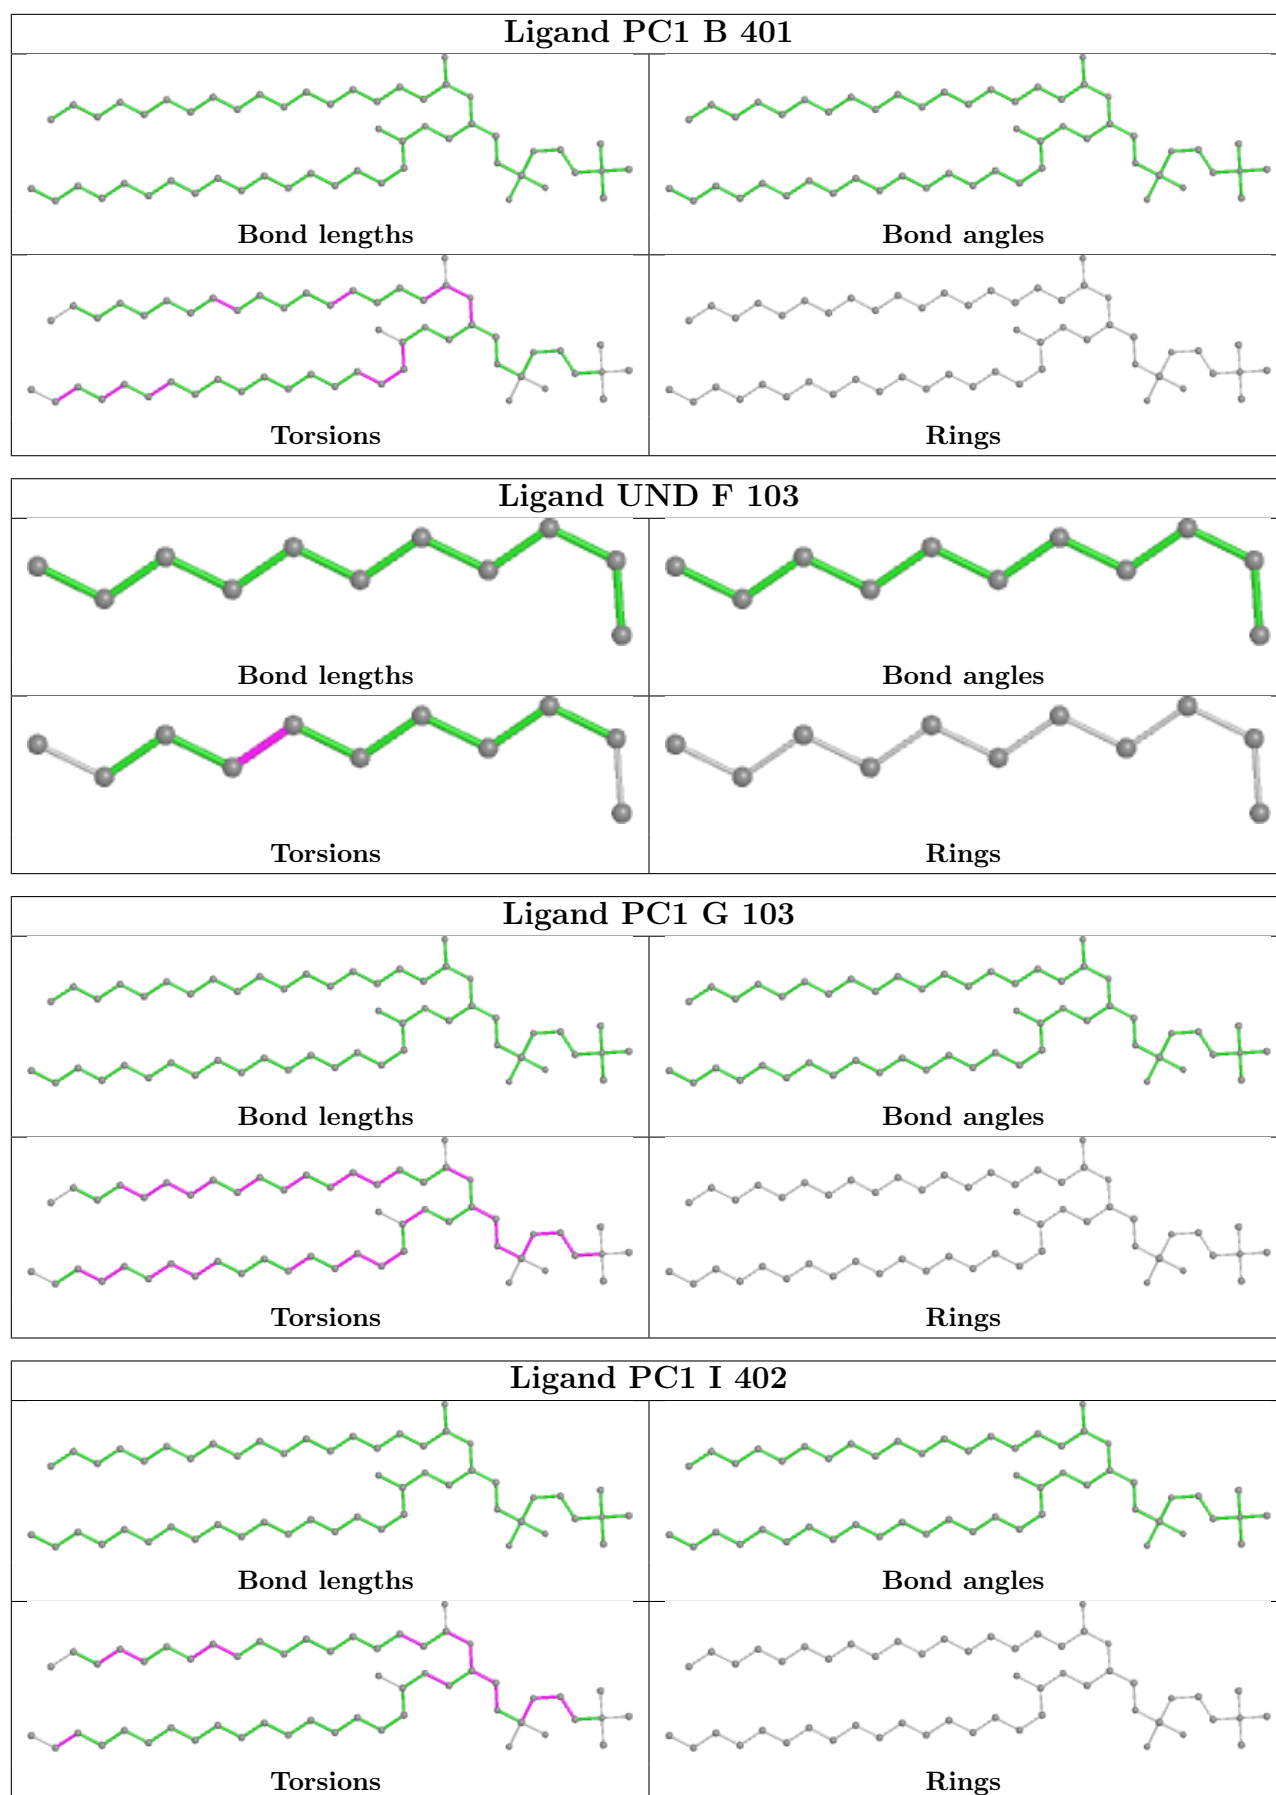 Ligand PC1 B 401
Bond lengths
Bond angles
Torsions
Rings
Ligand UND F 103
Bond lengths
Bond angles
Torsions
Rings
Ligand PC1 G 103
Bond lengths
Bond angles
Torsions
Rings
Ligand PC1 I 402
Bond lengths
Bond angles
Torsions
Rings